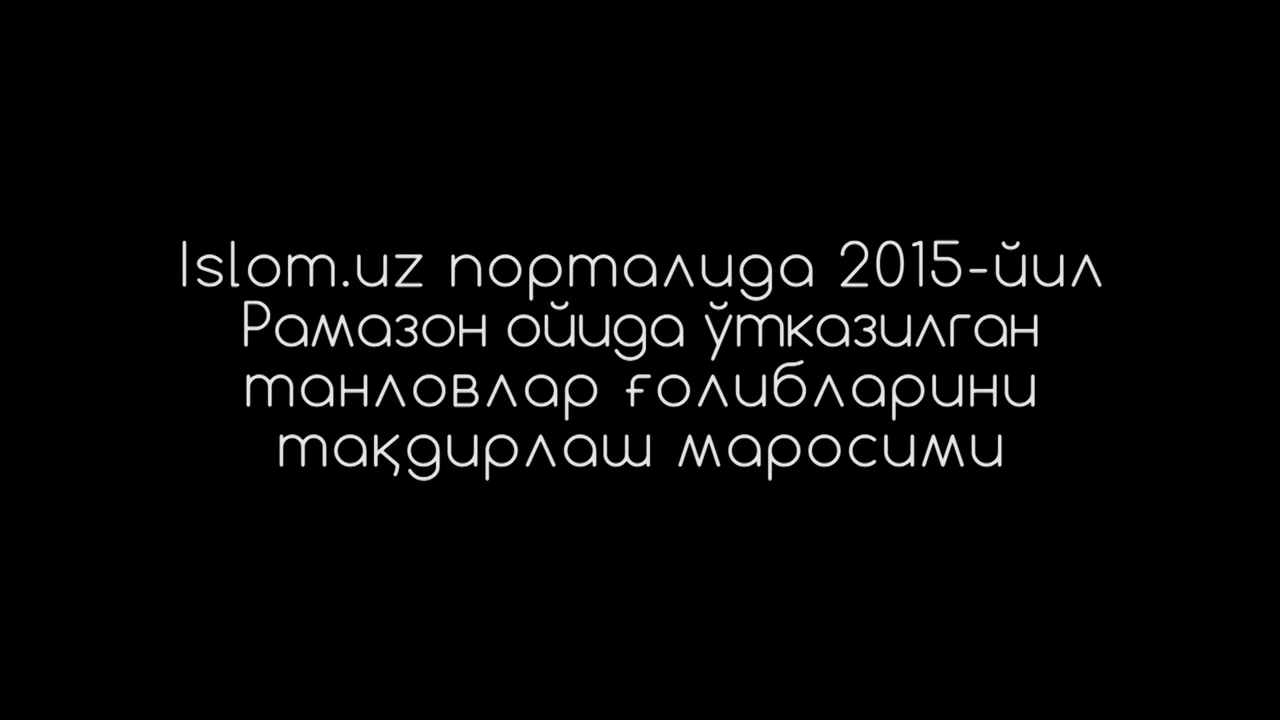 Islom.uz порталида 2015-йил
Рамазон ойида ўтказилган
танловлар ғолибларини
тақдирлаш маросими